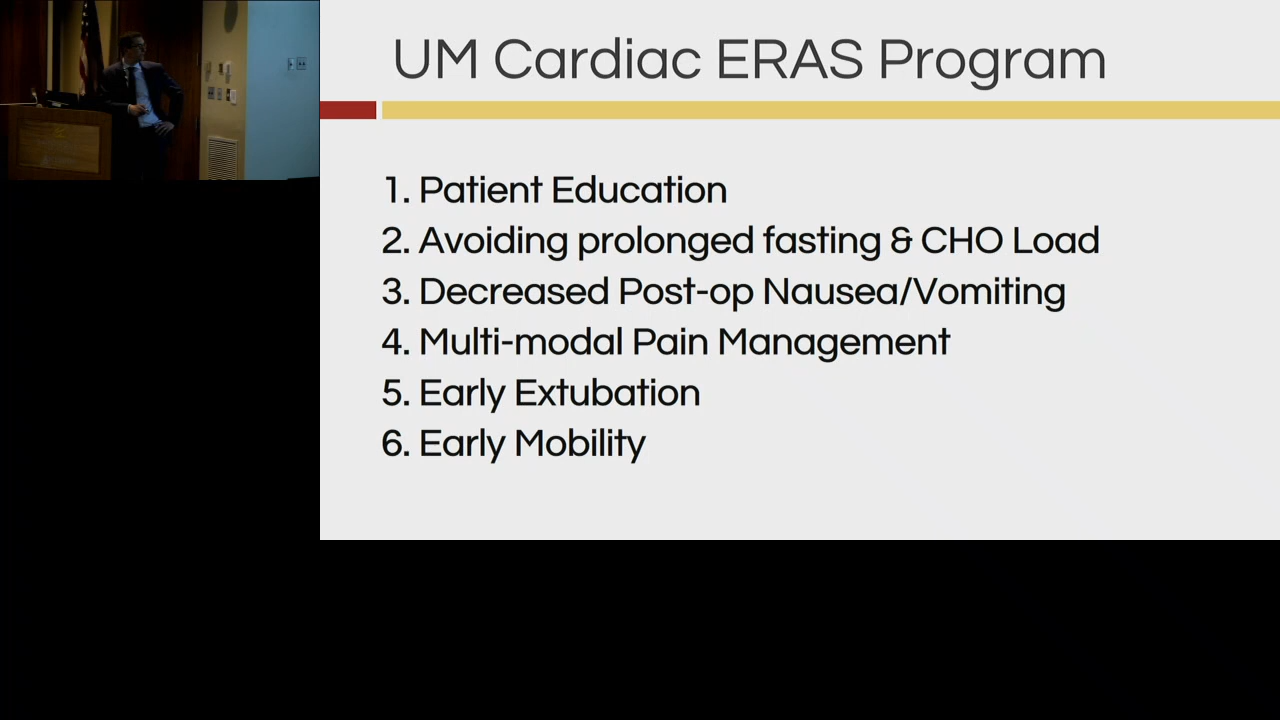 UM Cardiac ERAS Program
1. Patient Education
2. Avoiding prolonged fasting & CHO Load
3. Decreased Post-op Nausea/Vomiting
4. Multi-modal Pain Management
5. Early Extubation
6. Early Mobility